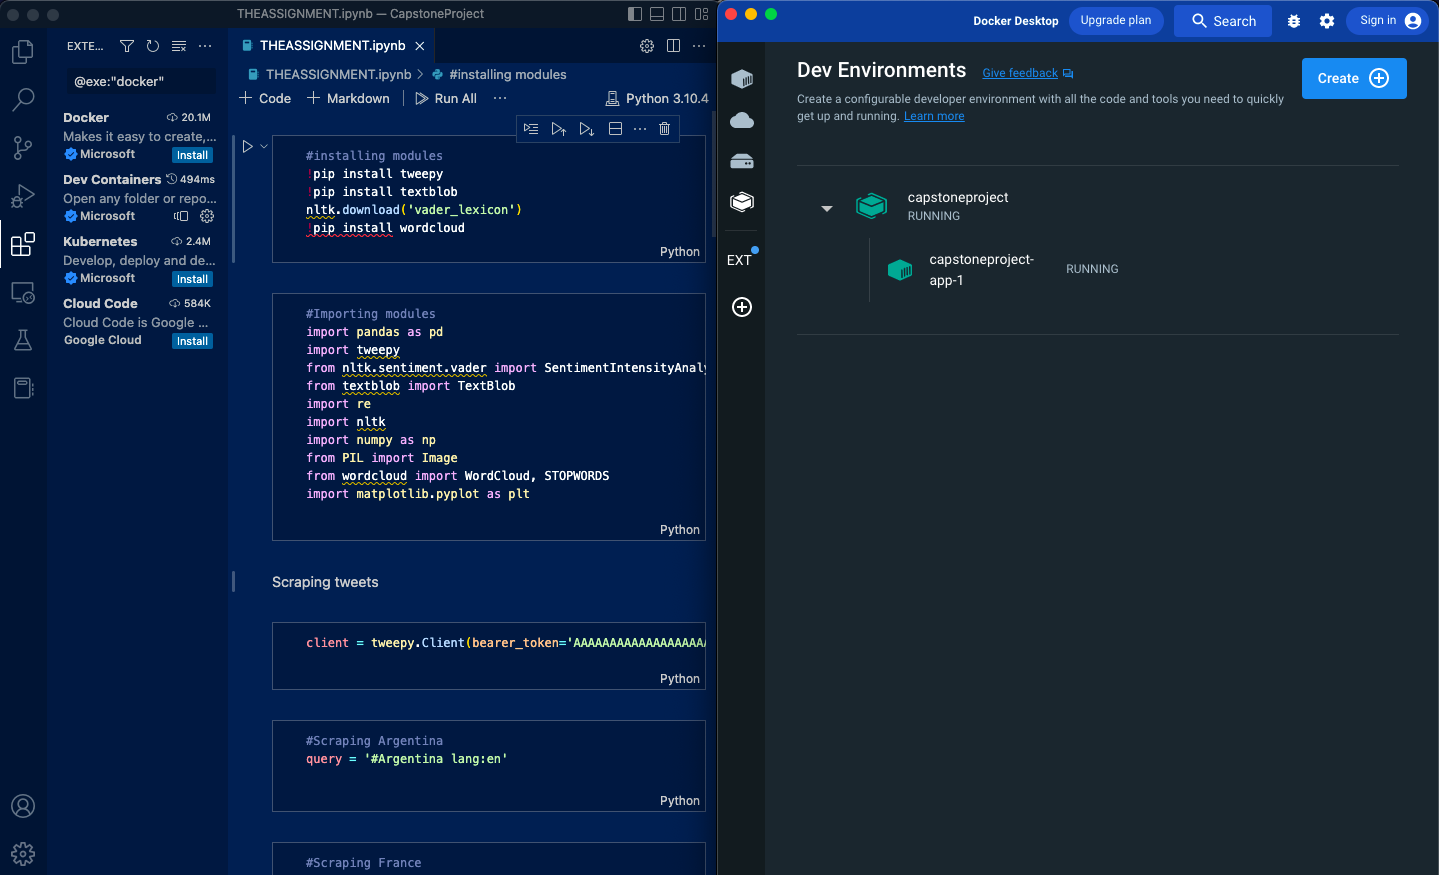 THEASSIGNMENT.ipynb — CapstoneProject
EXTE...
@exe:"docker"
Docker 20.1M
Makes it easy to create,...
Microsoft Install
Dev Containers 494ms
Open any folder or repo...
Microsoft
Kubernetes 2.4M
Develop, deploy and de...
Microsoft Install
Cloud Code 584K
Cloud Code is Google ...
Google Cloud Install
THEASSIGNMENT.ipynb
THEASSIGNMENT.ipynb > #installing modules
+ Code + Markdown Run All ... Python 3.10.4
#installing modules
!pip install tweepy
!pip install textblob
nltk.download('vader_lexicon')
!pip install wordcloud
Python
#Importing modules
import pandas as pd
import tweepy
from nltk.sentiment.vader import SentimentIntensityAnaly
from textblob import TextBlob
import re
import nltk
import numpy as np
from PIL import Image
from wordcloud import WordCloud, STOPWORDS
import matplotlib.pyplot as plt
Python
Scraping tweets
client = tweepy.Client(bearer_token='AAAAAAAAAAAAAAAAAAA
Python
#Scraping Argentina
query = '#Argentina lang:en'
Python
#Scraping France
Docker Desktop Upgrade plan Search Sign in
EXT
Dev Environments Give feedback
Create
Create a configurable developer environment with all the code and tools you need to quickly
get up and running. Learn more
capstoneproject
RUNNING
capstoneproject-
app-1
RUNNING